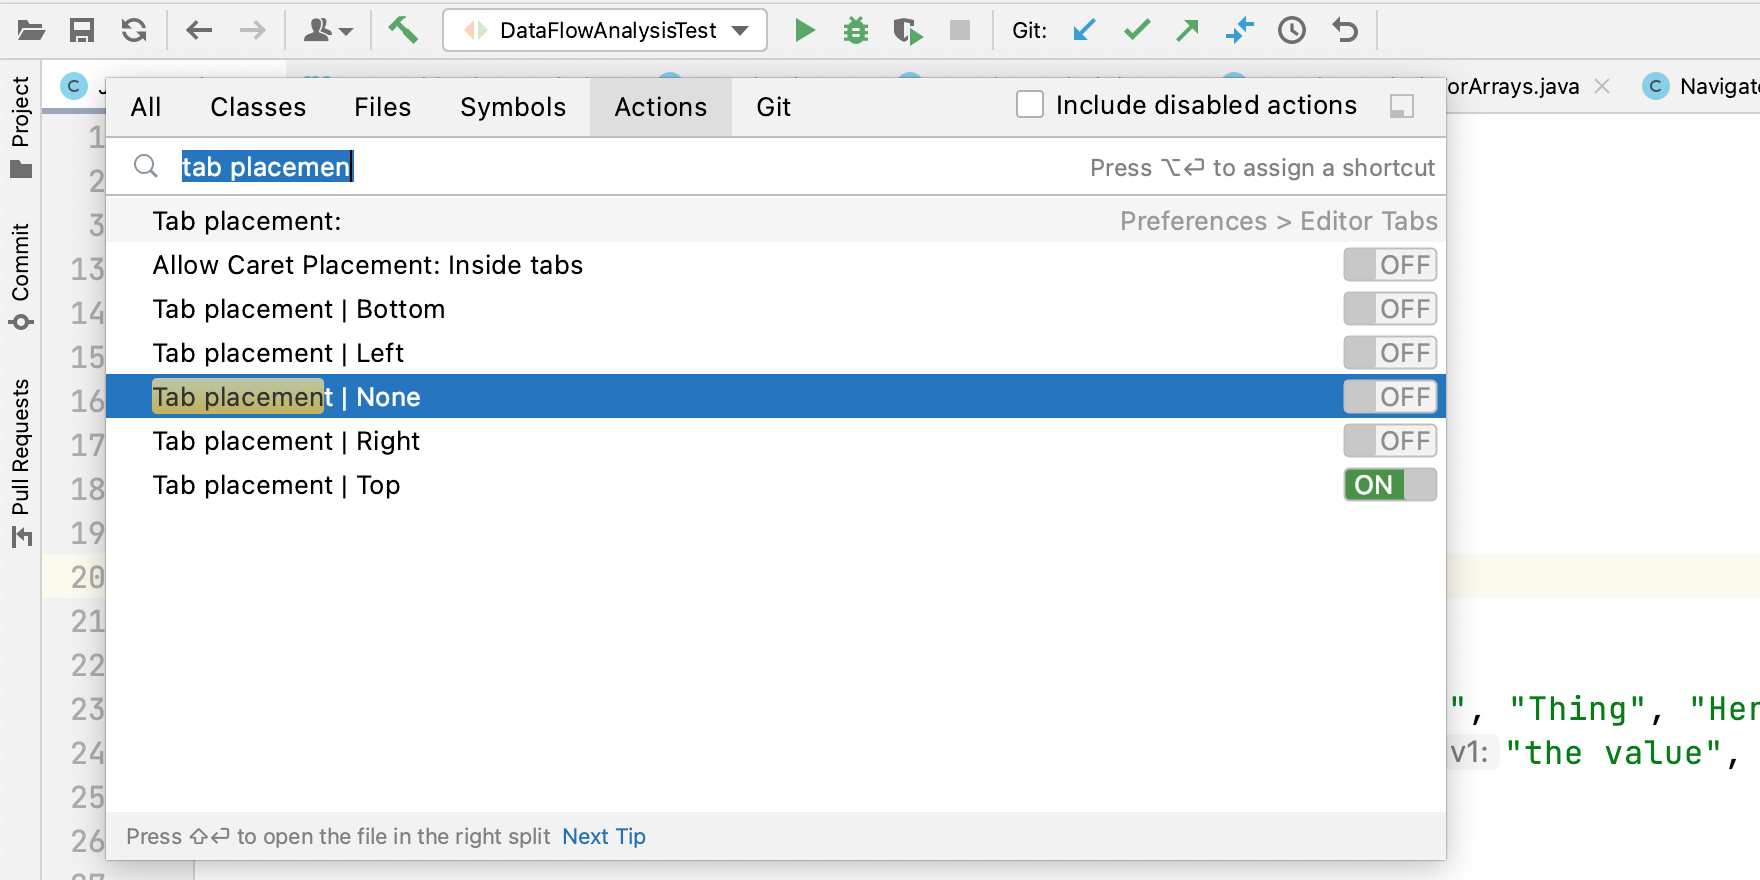 DataFlowAnalysisTest
Git:
Project
Commit
Pull Requests
C
orArrays.java
C Navigat
All Classes Files Symbols Actions Git Include disabled actions
tab placemen Press ⌥↩ to assign a shortcut
Tab placement: Preferences > Editor Tabs
Allow Caret Placement: Inside tabs OFF
Tab placement | Bottom OFF
Tab placement | Left OFF
Tab placement | None OFF
Tab placement | Right OFF
Tab placement | Top ON
Press ⇧↩ to open the file in the right split Next Tip
1
2
3
13
14
15
16
17
18
19
20
21
22
23 ", "Thing", "Her
24 v1: "the value",
25
26